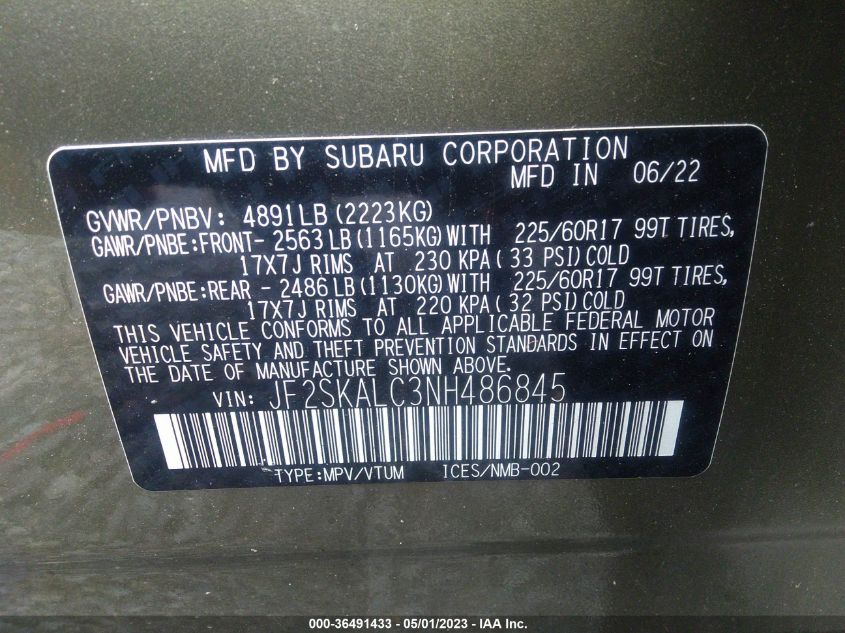 MFD BY SUBARU CORPORATION
MFD IN 06/22
GVWR/PNBV: 4891LB(2223KG)
GAWR/PNBE:FRONT- 2563LB(1165KG)WITH 225/60R17 99T TIRES,
17X7J RIMS AT 230 KPA(33 PSI)COLD
GAWR/PNBE:REAR - 2486LB(1130KG)WITH 225/60R17 99T TIRES,
17X7J RIMS AT 220 KPA(32 PSI)COLD
THIS VEHICLE CONFORMS TO ALL APPLICABLE FEDERAL MOTOR
VEHICLE SAFETY AND THEFT PREVENTION STANDARDS IN EFFECT ON
THE DATE OF MANUFACTURE SHOWN ABOVE.
VIN: JF2SKALC3NH486845
TYPE:MPV/VTUM ICES/NMB-002
000-36491433 - 05/01/2023 - IAA Inc.